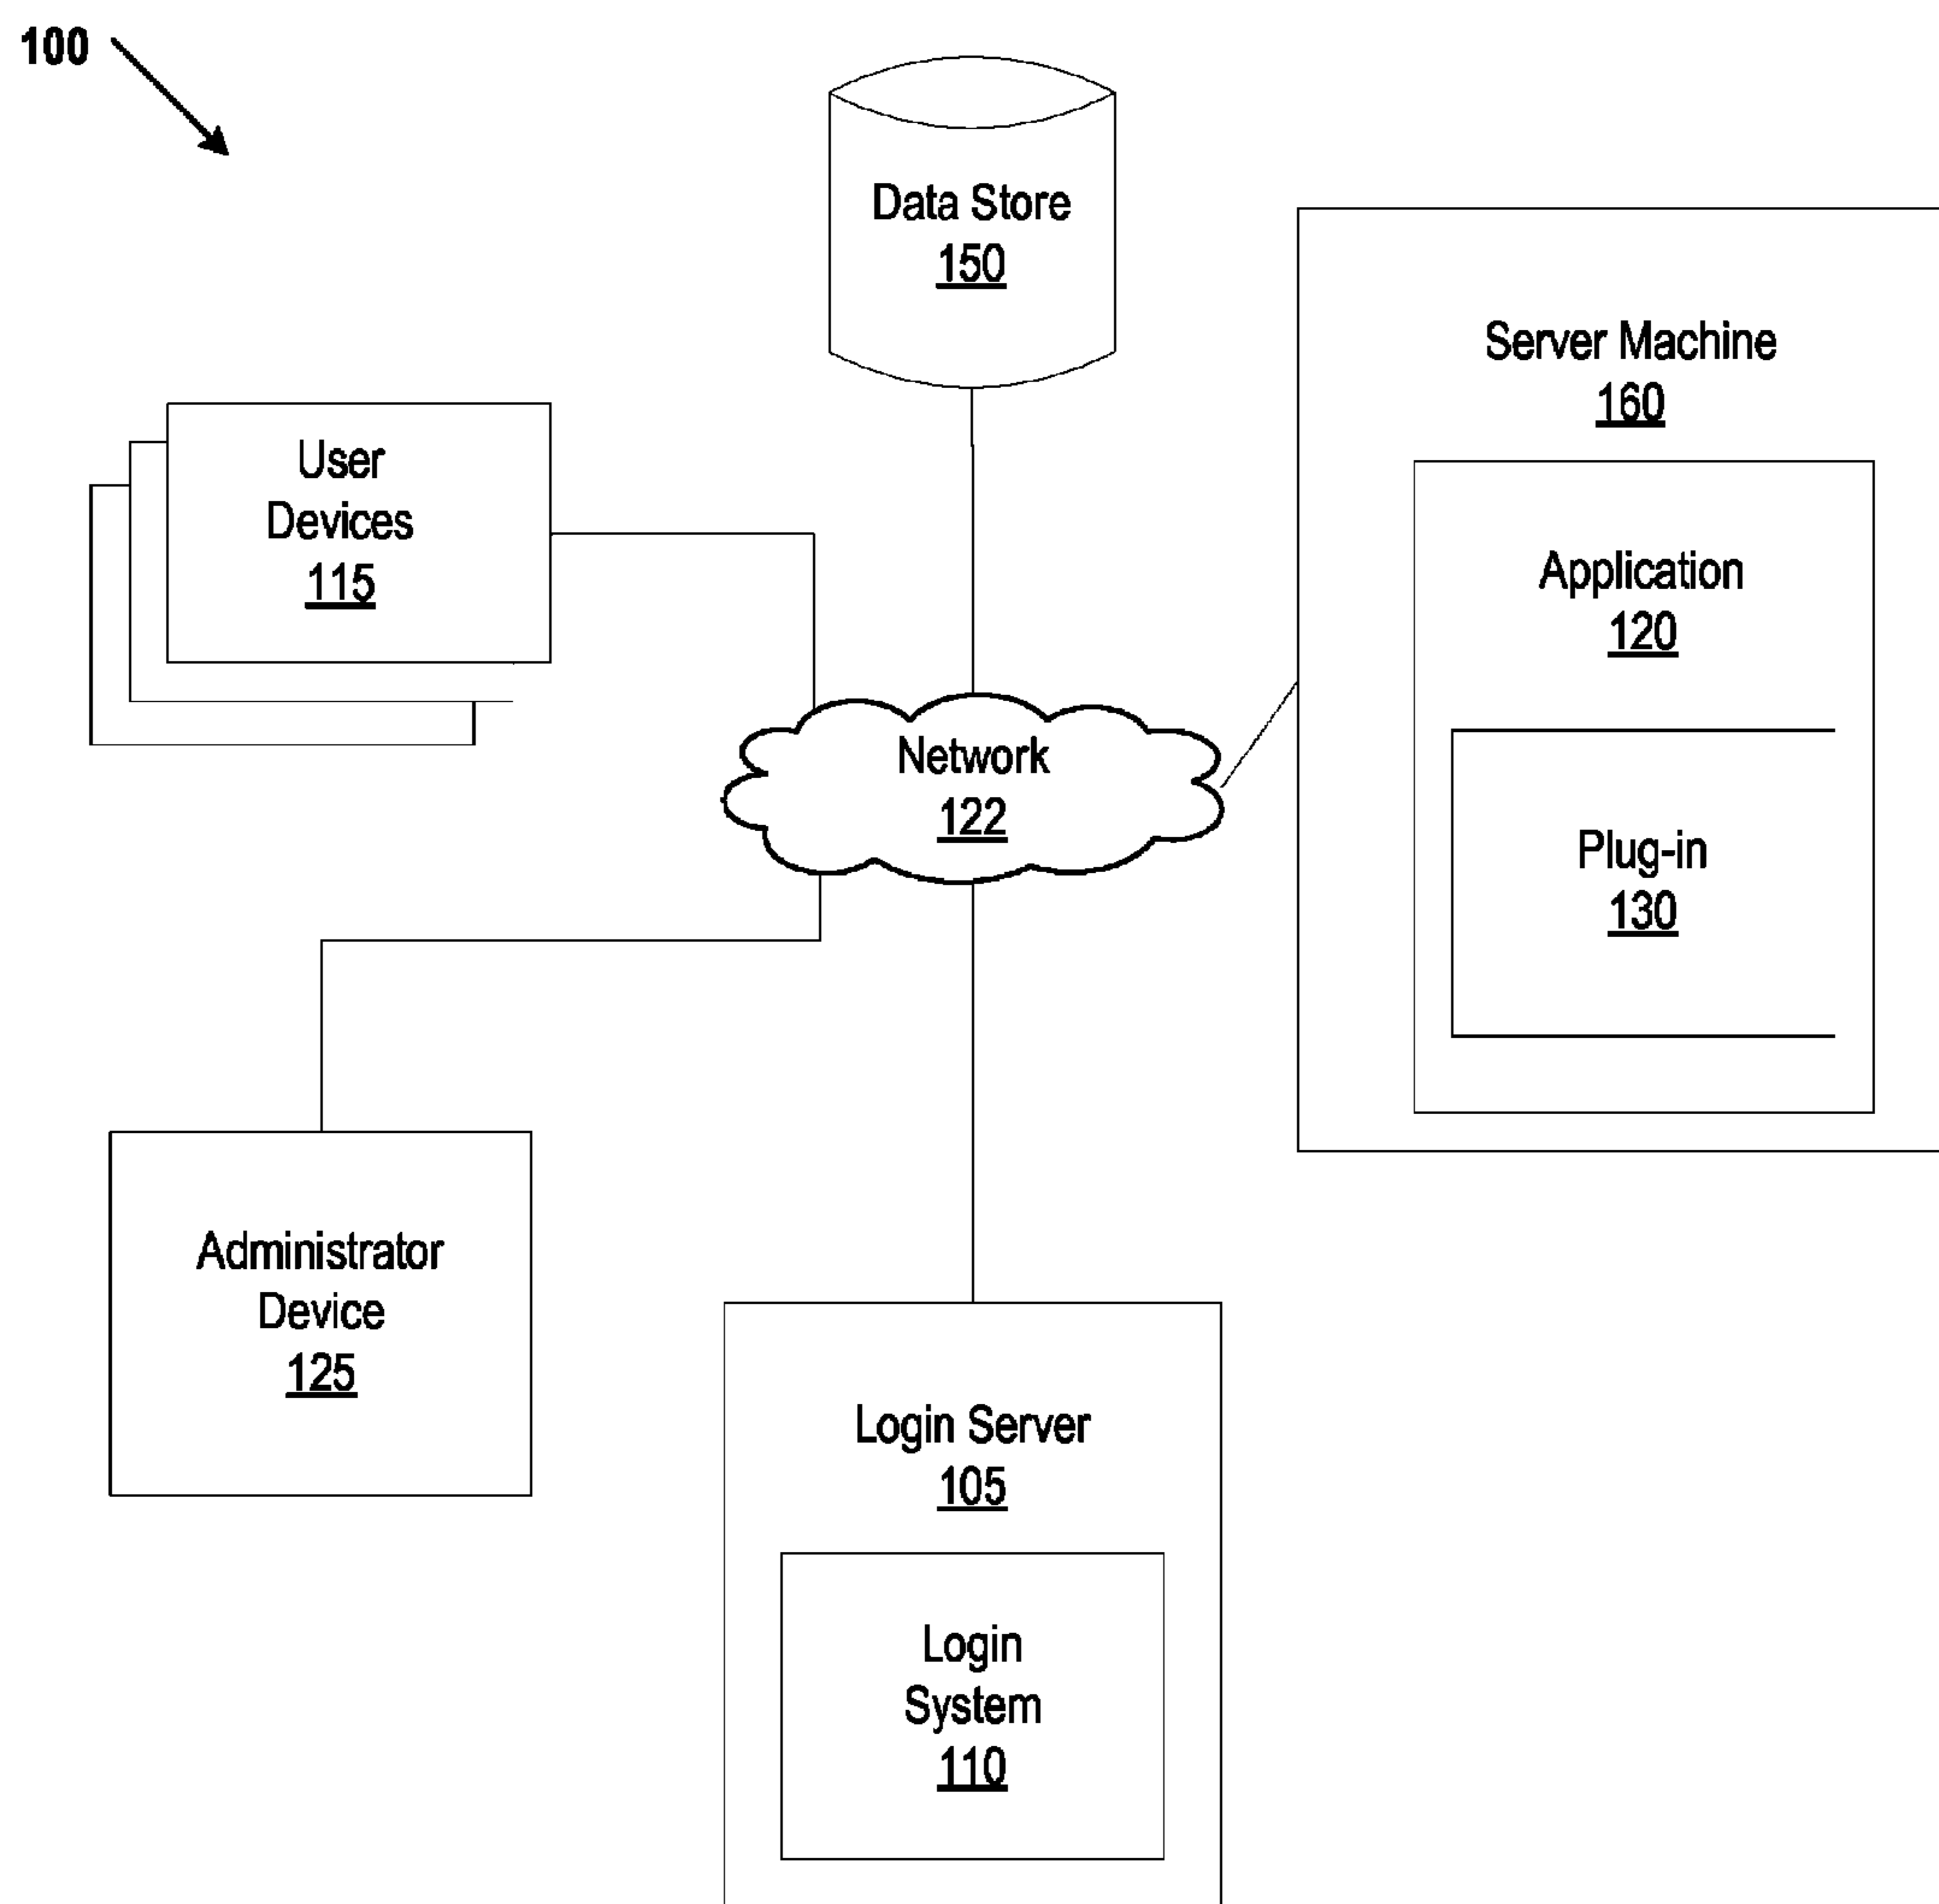 100
Data Store
150
Server Machine
160
User
Devices
115
Application
120
Network
122
Plug-in
130
Administrator
Device
125
Login Server
105
Login
System
110